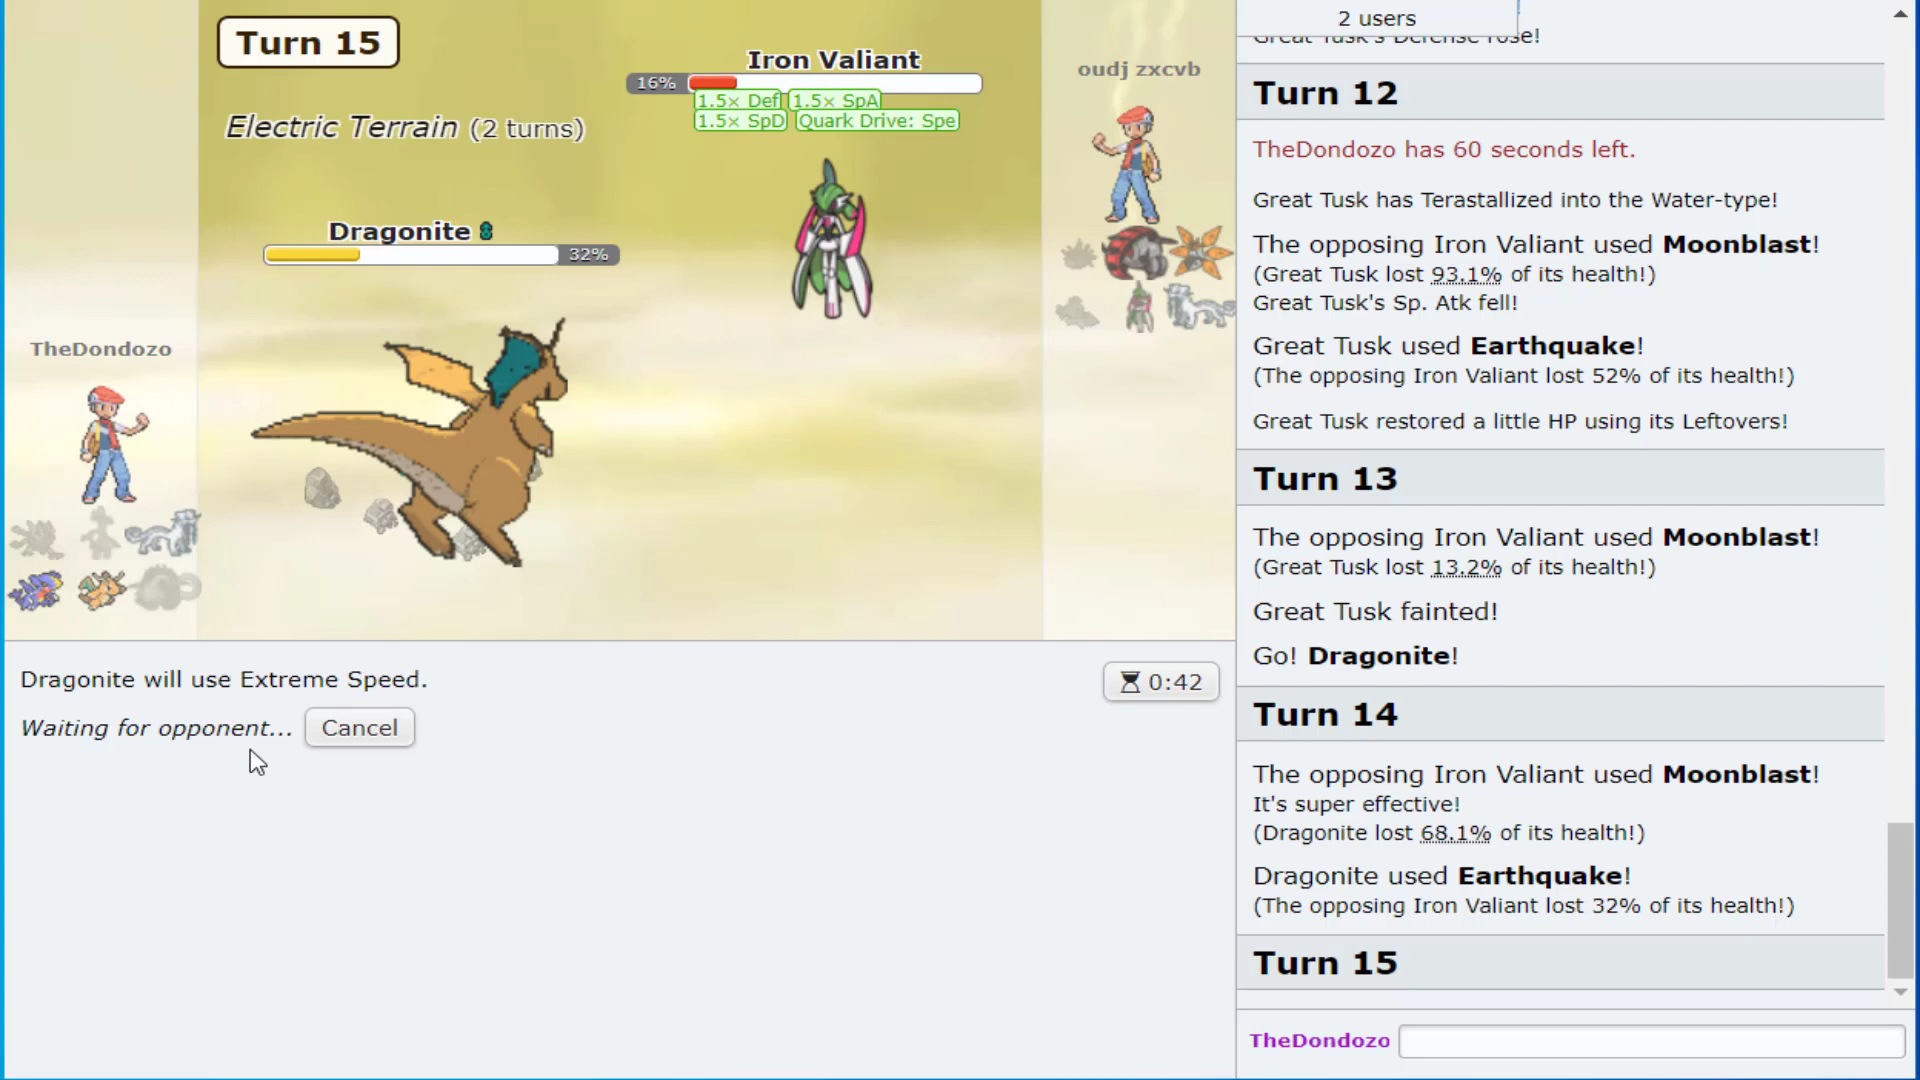 Turn 15
Electric Terrain (2 turns)
Iron Valiant
16%
1.5× Def 1.5× SpA
1.5× SpD Quark Drive: Spe
oudj zxcvb
Dragonite
32%
TheDondozo
Dragonite will use Extreme Speed.
0:42
Waiting for opponent... Cancel
2 users
Great Tusk's Defense rose!
Turn 12
TheDondozo has 60 seconds left.
Great Tusk has Terastallized into the Water-type!
The opposing Iron Valiant used Moonblast!
(Great Tusk lost 93.1% of its health!)
Great Tusk's Sp. Atk fell!
Great Tusk used Earthquake!
(The opposing Iron Valiant lost 52% of its health!)
Great Tusk restored a little HP using its Leftovers!
Turn 13
The opposing Iron Valiant used Moonblast!
(Great Tusk lost 13.2% of its health!)
Great Tusk fainted!
Go! Dragonite!
Turn 14
The opposing Iron Valiant used Moonblast!
It's super effective!
(Dragonite lost 68.1% of its health!)
Dragonite used Earthquake!
(The opposing Iron Valiant lost 32% of its health!)
Turn 15
TheDondozo